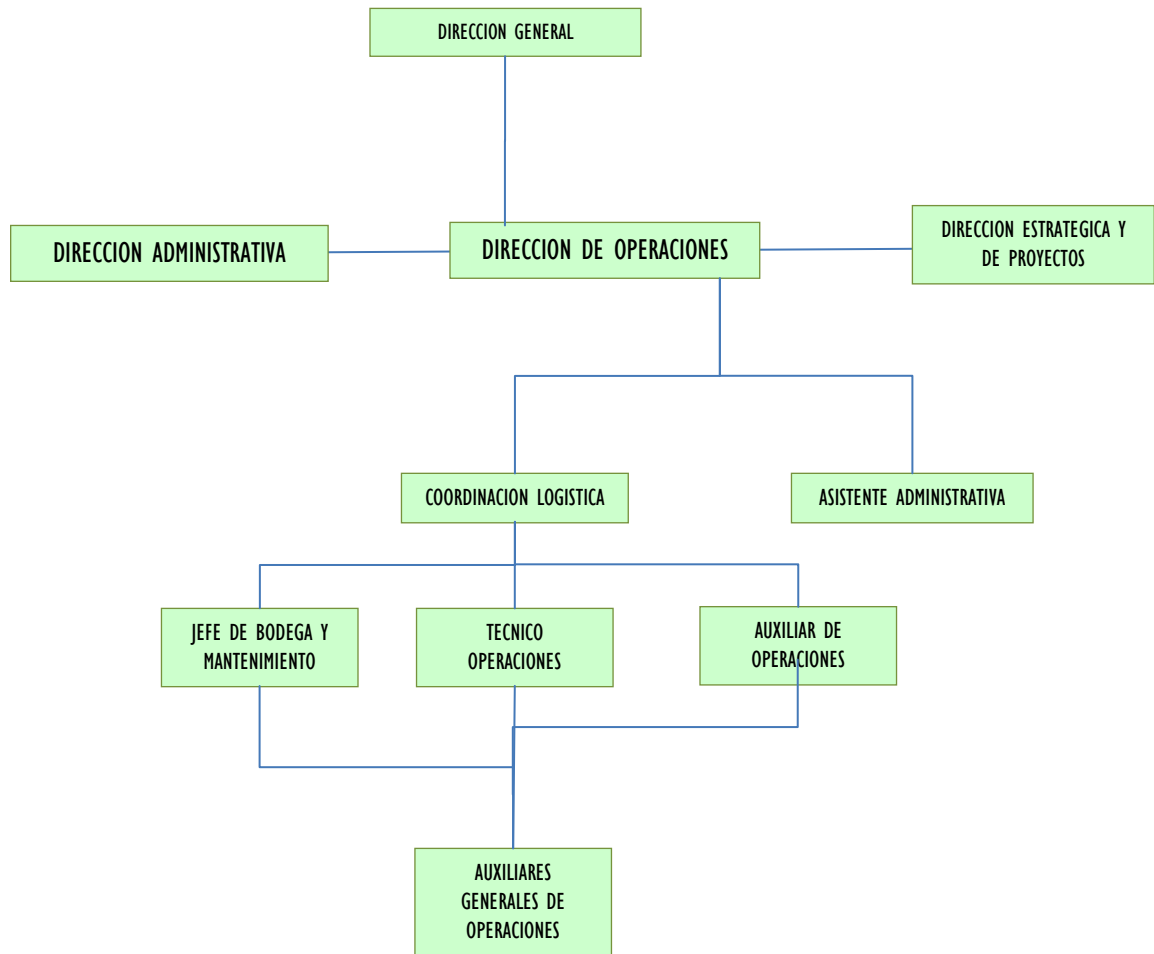 DIRECCION GENERAL
DIRECCION ADMINISTRATIVA
DIRECCION DE OPERACIONES
DIRECCION ESTRATEGICA Y
DE PROYECTOS
COORDINACION LOGISTICA
ASISTENTE ADMINISTRATIVA
JEFE DE BODEGA Y
MANTENIMIENTO
TECNICO
OPERACIONES
AUXILIAR DE
OPERACIONES
AUXILIARES
GENERALES DE
OPERACIONES